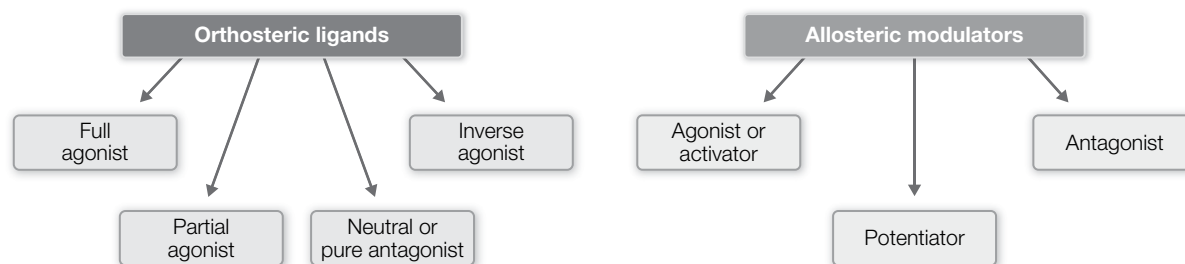 Orthosteric ligands
Full
agonist
Partial
agonist
Neutral or
pure antagonist
Inverse
agonist
Allosteric modulators
Agonist or
activator
Potentiator
Antagonist